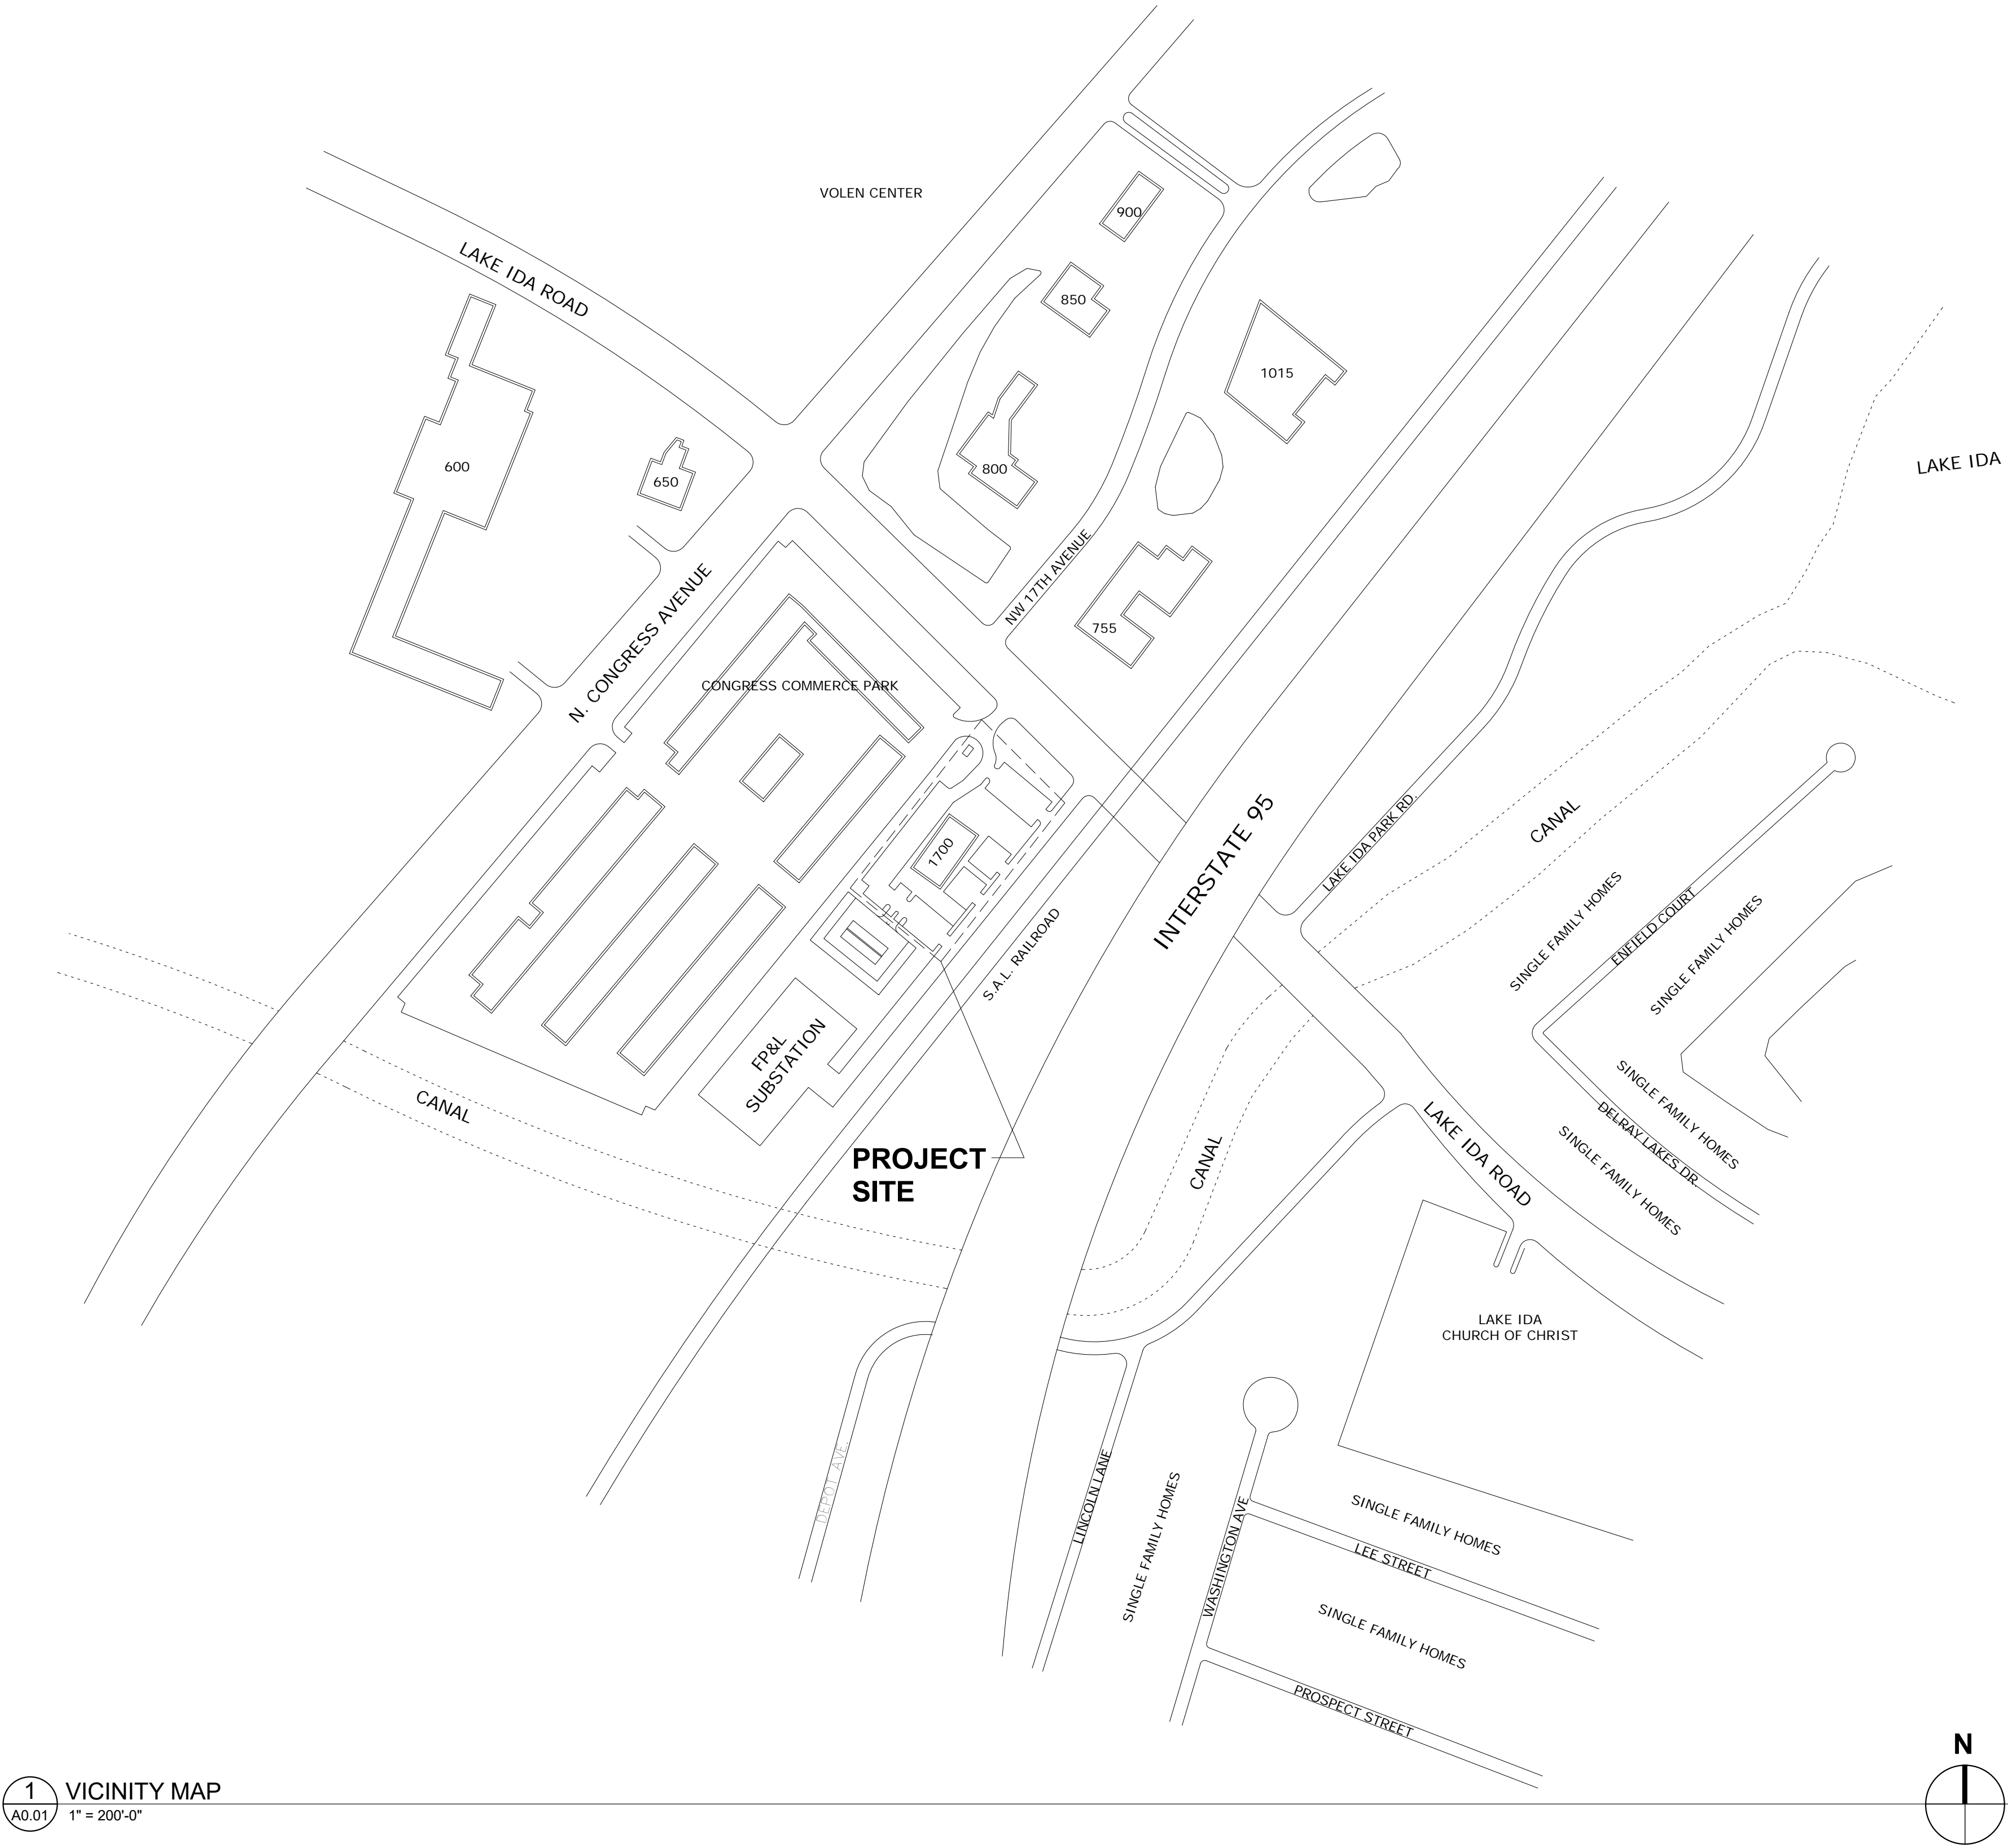 VOLEN CENTER
900
LAKE IDA ROAD
850
1015
LAKE IDA
600
650
800
NW 17TH AVENUE
755
N. CONGRESS AVENUE
CONGRESS COMMERCE PARK
INTERSTATE 95
LAKE IDA PARK RD.
CANAL
1700
SINGLE FAMILY HOMES
ENFIELD COURT
SINGLE FAMILY HOMES
S.A.L. RAILROAD
FP&L
SUBSTATION
CANAL
SINGLE FAMILY HOMES
DELRAY LAKES DR.
SINGLE FAMILY HOMES
LAKE IDA ROAD
CANAL
PROJECT
SITE
LAKE IDA
CHURCH OF CHRIST
DEPOT AVE.
LINCOLN LANE
SINGLE FAMILY HOMES
WASHINGTON AVE
SINGLE FAMILY HOMES
LEE STREET
SINGLE FAMILY HOMES
PROSPECT STREET
N
1
A0.01
VICINITY MAP
1" = 200'-0"